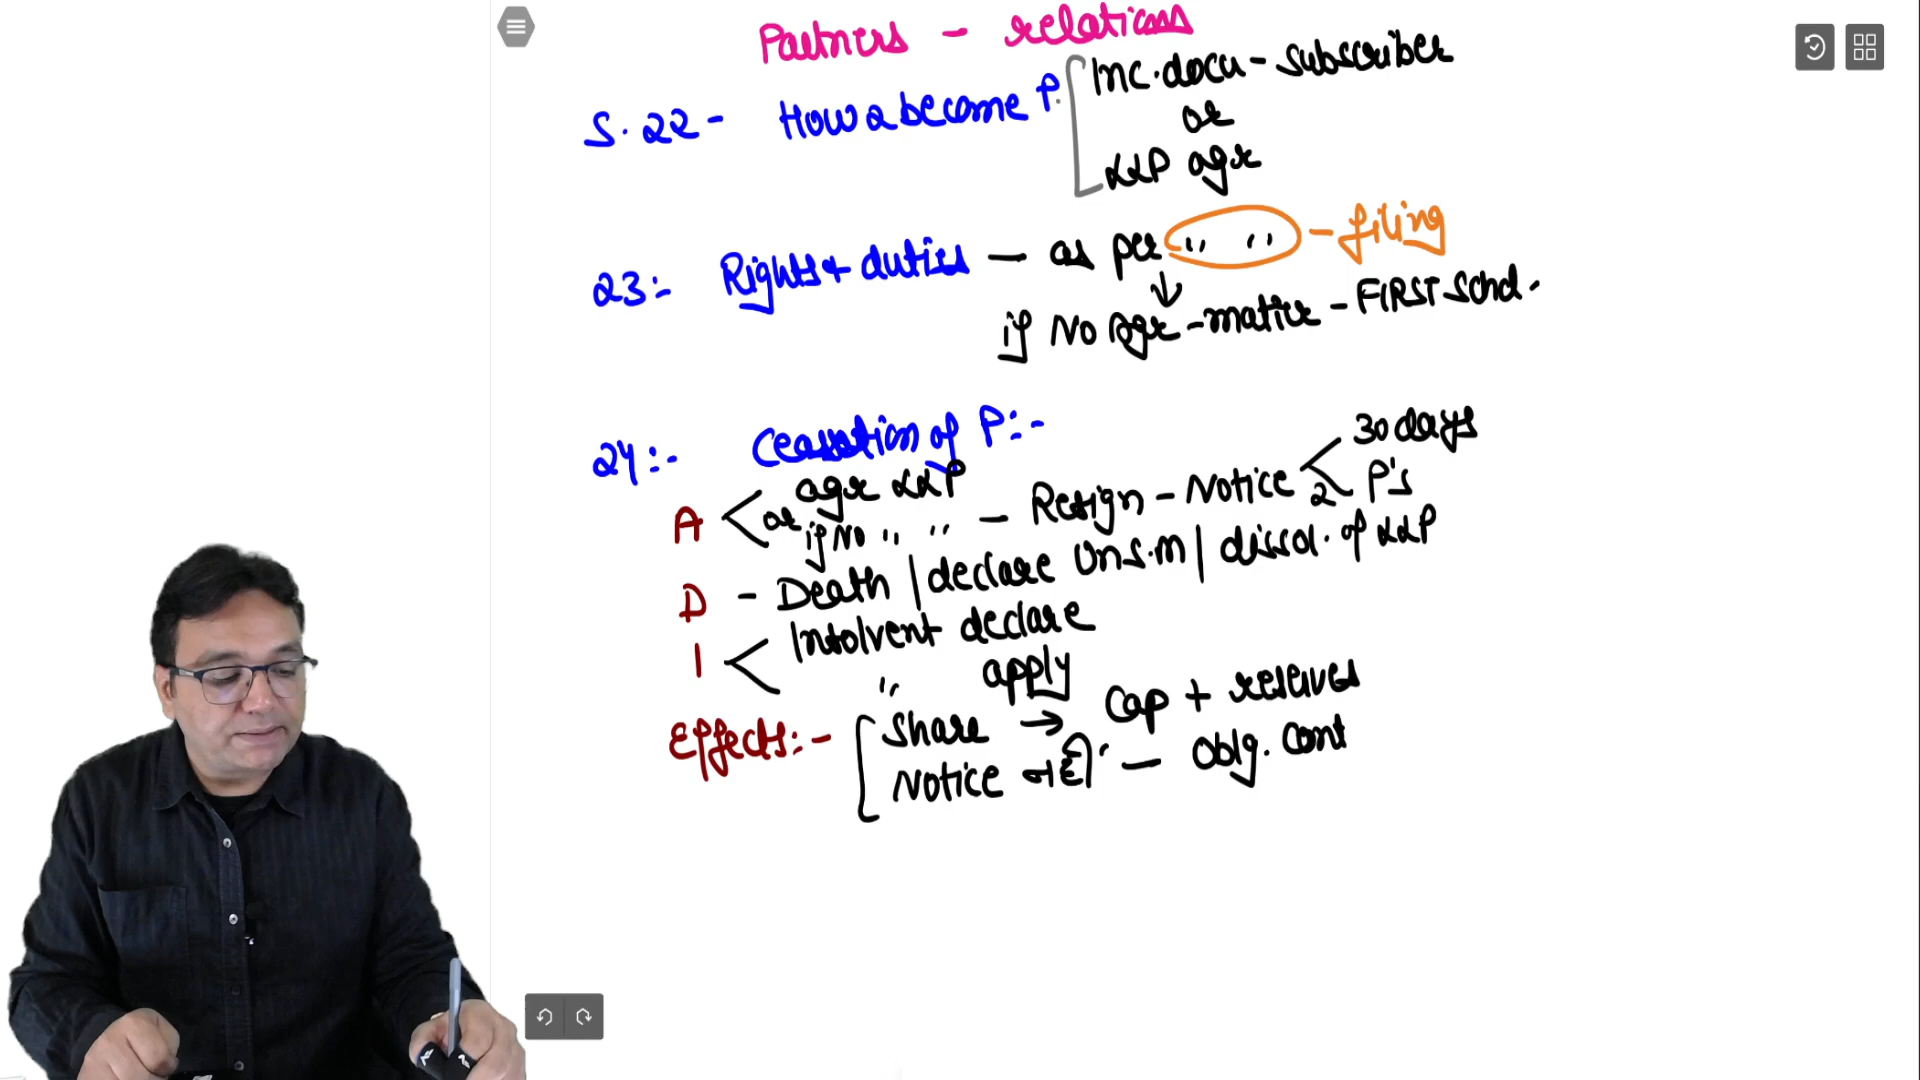 Partners - relations
S. 22 - How 2 become P. Inc. docu - subscriber
or
LLP agr
23:- Rights & duties - as per " " - filing
if No Agr - matter - FIRST Schd.
24:- Cessation of P:-
A agr LLP
or if No " " - Resign - Notice 30 days
2 P's
D - Death / declare Uns.m / dissol. of LLP
I Insolvent declare
" apply
Effects:- Share → Cap + reserves
Notice नहीं - Oblg. cont